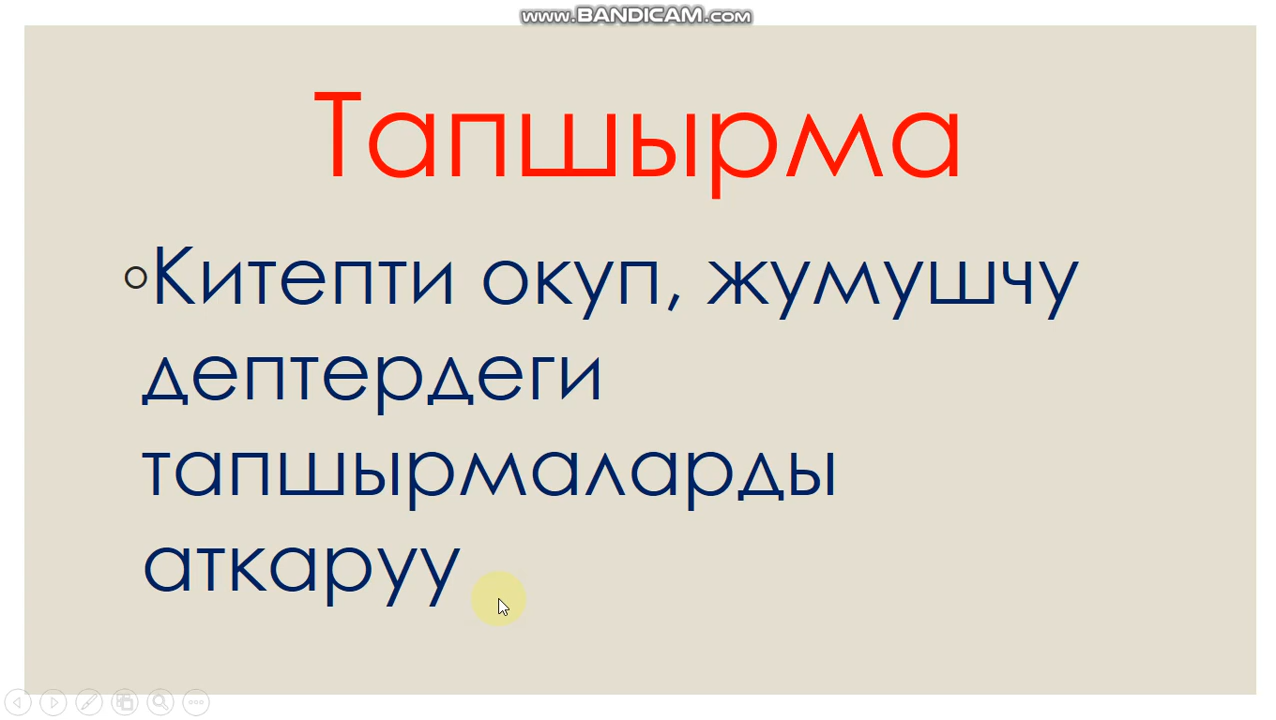 www.BANDICAM.com
Тапшырма
Китепти окуп, жумушчу
дептердеги
тапшырмаларды
аткаруу